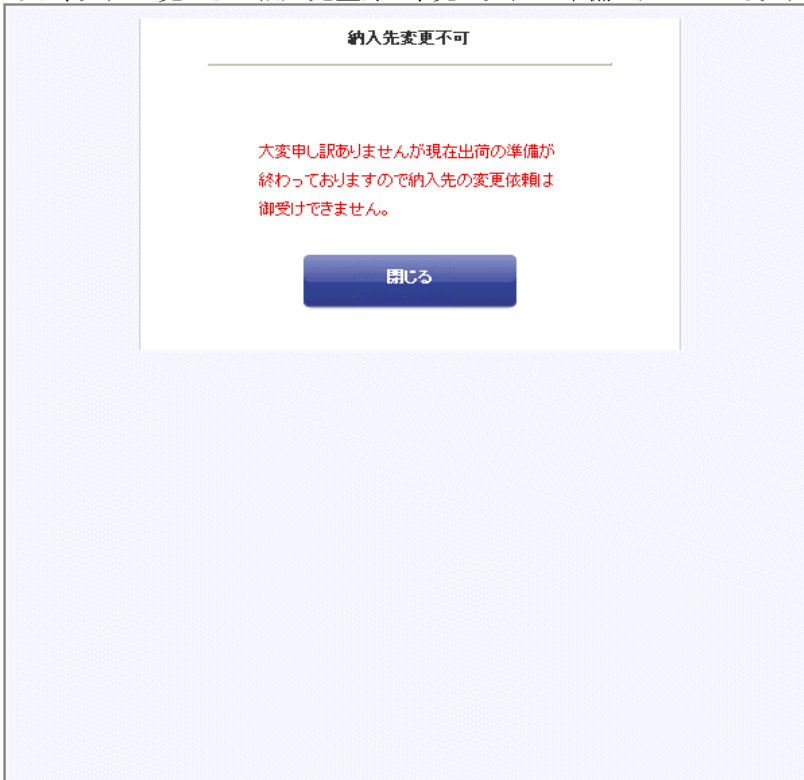 納入先変更不可
大変申し訳ありませんが現在出荷の準備が
終わっておりますので納入先の変更依頼は
御受けできません。
閉じる